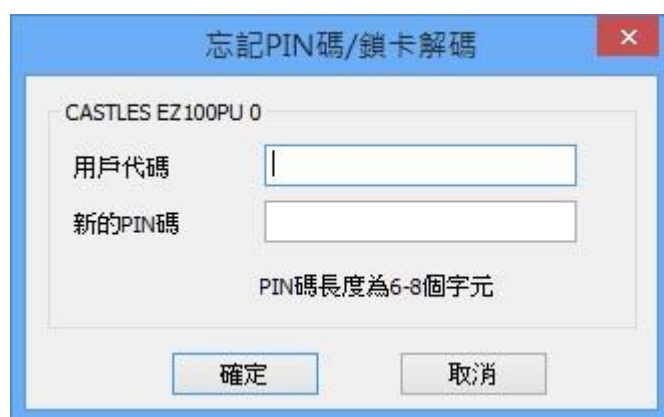 忘記PIN碼/鎖卡解碼
CASTLES EZ100PU 0
用戶代碼
新的PIN碼
PIN碼長度為6-8個字元
確定
取消